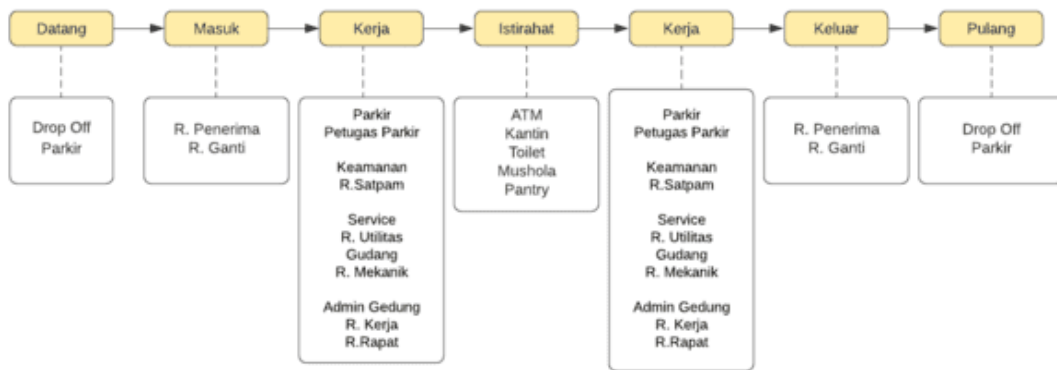 Datang
Masuk
Kerja
Istirahat
Kerja
Keluar
Pulang
Drop Off
Parkir
R. Penerima
R. Ganti
Parkir
Petugas Parkir
Keamanan
R.Satpam
Service
R. Utilitas
Gudang
R. Mekanik
Admin Gedung
R. Kerja
R.Rapat
ATM
Kantin
Toilet
Mushola
Pantry
Parkir
Petugas Parkir
Keamanan
R.Satpam
Service
R. Utilitas
Gudang
R. Mekanik
Admin Gedung
R. Kerja
R.Rapat
R. Penerima
R. Ganti
Drop Off
Parkir